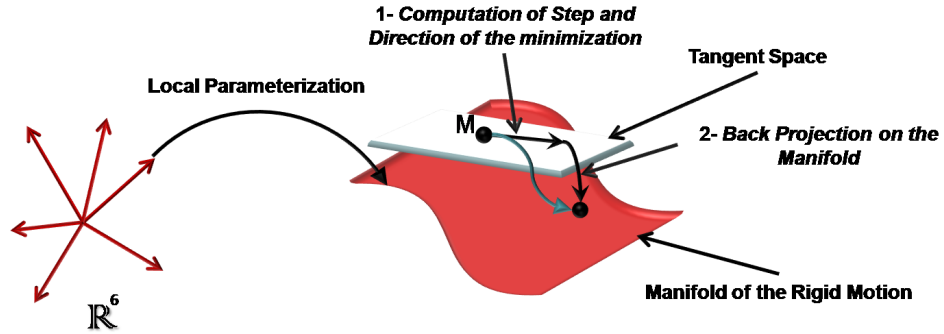 1- Computation of Step and
Direction of the minimization
Tangent Space
Local Parameterization
M
2- Back Projection on the
Manifold
Manifold of the Rigid Motion
ℝ⁶